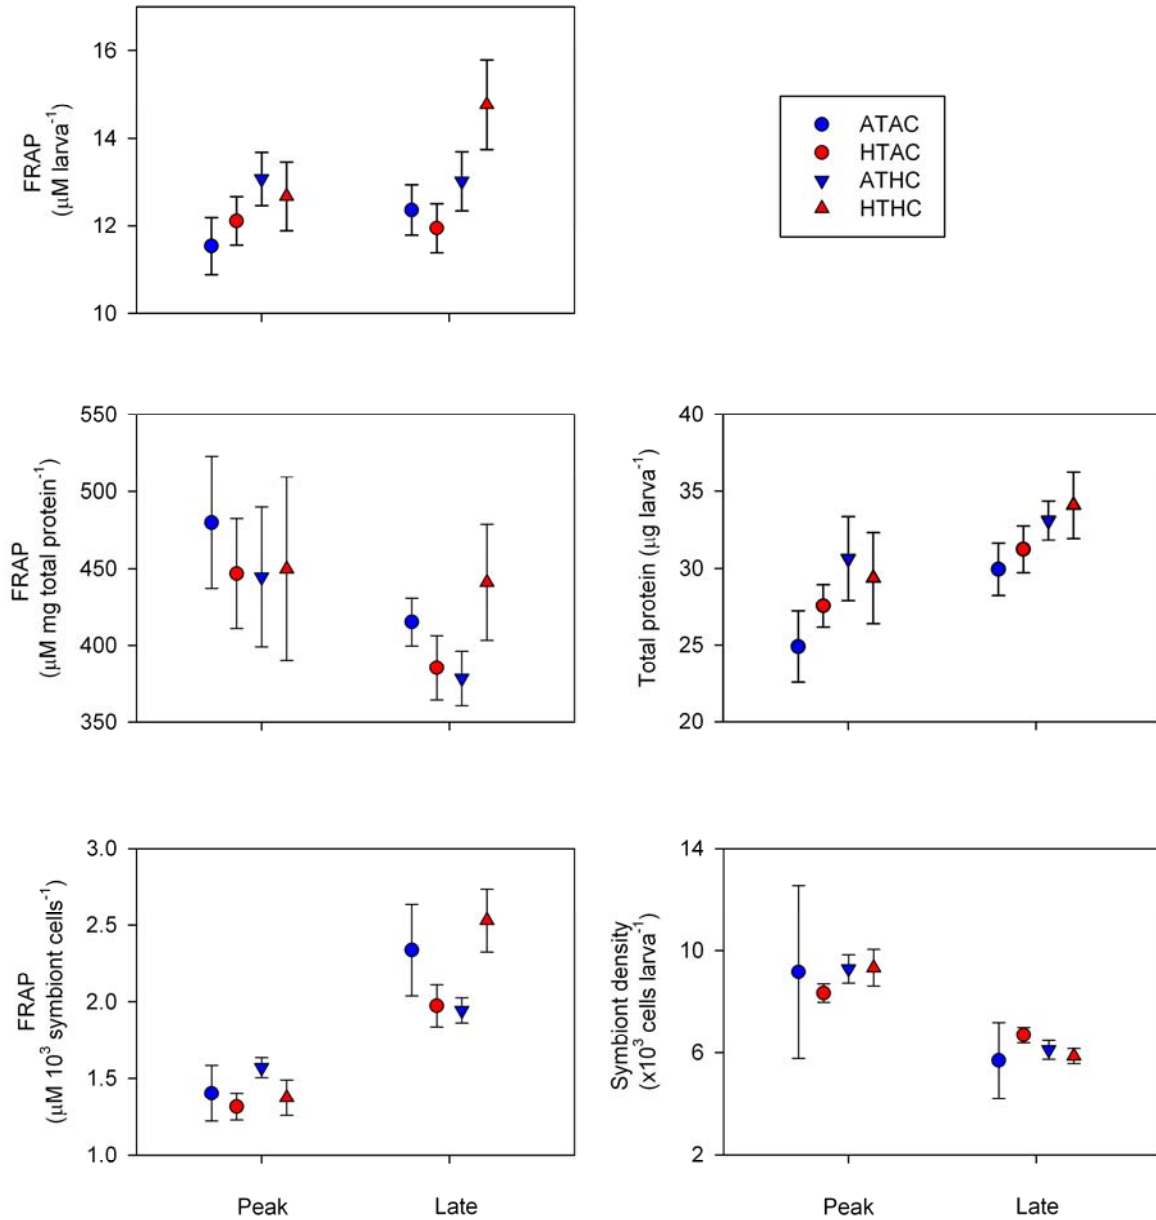 FRAP
(μM larva⁻¹)
16
14
12
10
ATAC
HTAC
ATHC
HTHC
FRAP
(μM mg total protein⁻¹)
550
500
450
400
350
Total protein (μg larva⁻¹)
40
35
30
25
20
FRAP
(μM 10³ symbiont cells⁻¹)
3.0
2.5
2.0
1.5
1.0
Peak
Late
Symbiont density
(x10³ cells larva⁻¹)
14
10
6
2
Peak
Late